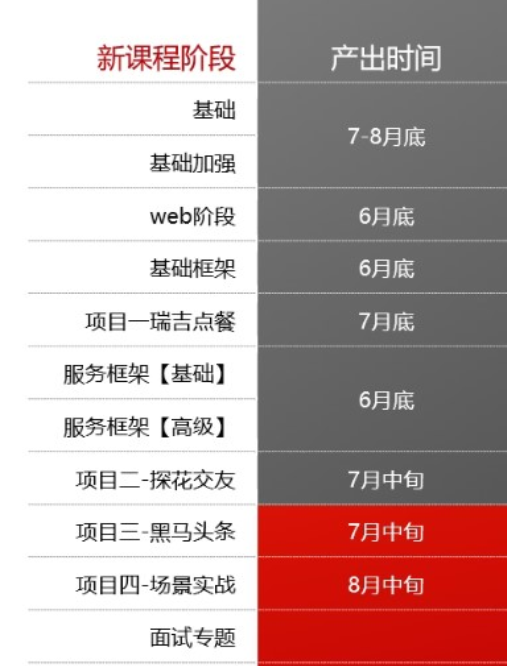 新课程阶段 产出时间
基础
7-8月底
基础加强
web阶段 6月底
基础框架 6月底
项目一瑞吉点餐 7月底
服务框架【基础】
6月底
服务框架【高级】
项目二-探花交友 7月中旬
项目三-黑马头条 7月中旬
项目四-场景实战 8月中旬
面试专题